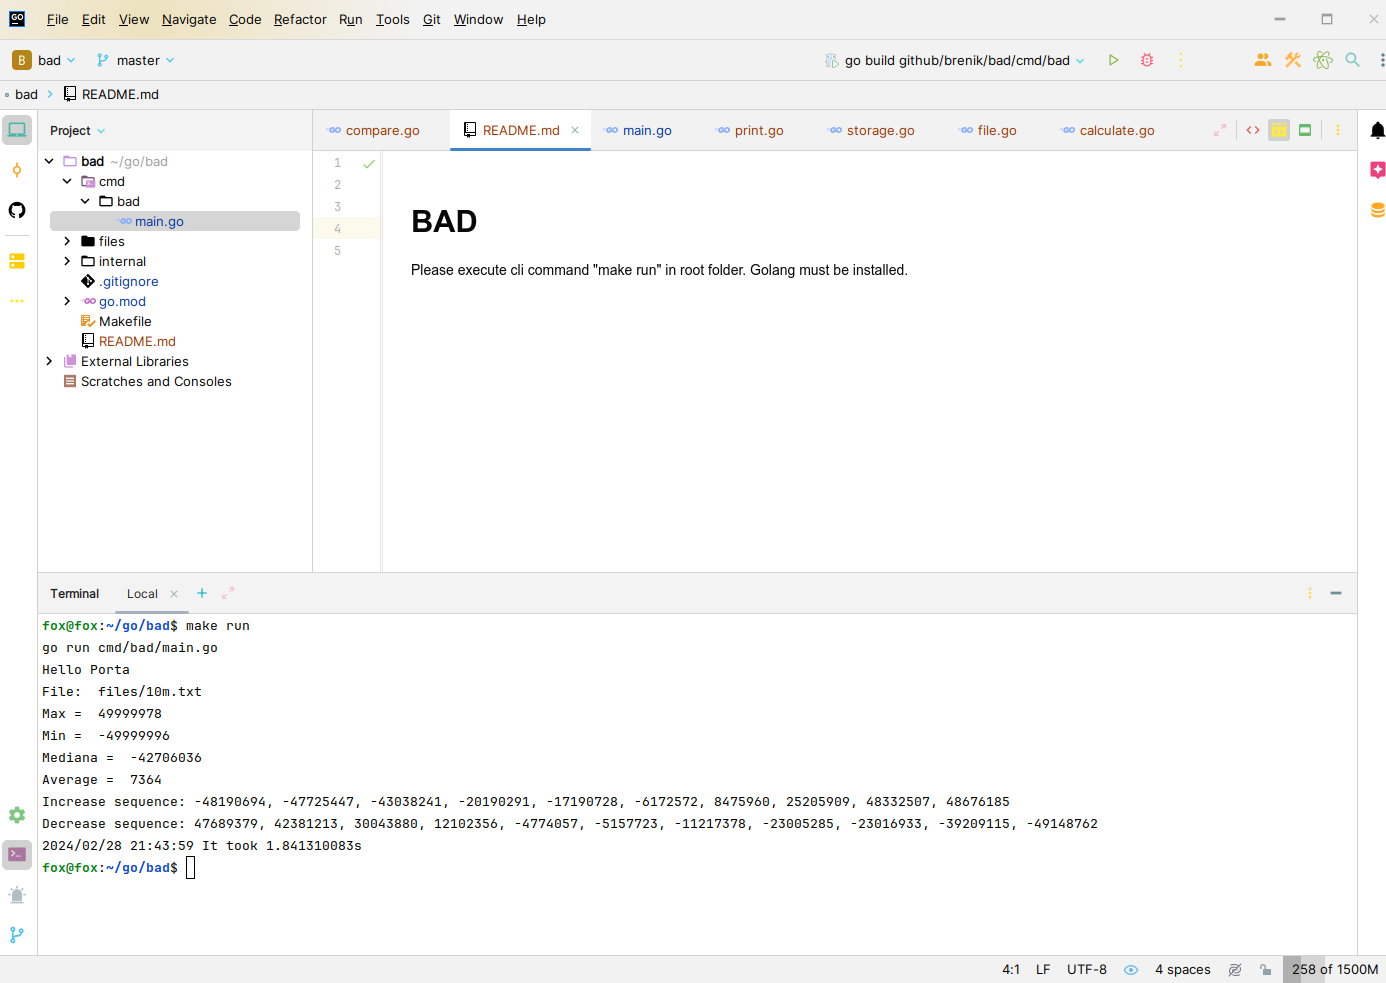 GO File Edit View Navigate Code Refactor Run Tools Git Window Help
B bad master go build github/brenik/bad/cmd/bad
bad README.md
Project
bad ~/go/bad
cmd
bad
main.go
files
internal
.gitignore
go.mod
Makefile
README.md
External Libraries
Scratches and Consoles
compare.go README.md main.go print.go storage.go file.go calculate.go
1
2
3
4
5
BAD
Please execute cli command "make run" in root folder. Golang must be installed.
Terminal Local
fox@fox:~/go/bad$ make run
go run cmd/bad/main.go
Hello Porta
File:  files/10m.txt
Max =  49999978
Min =  -49999996
Mediana =  -42706036
Average =  7364
Increase sequence: -48190694, -47725447, -43038241, -20190291, -17190728, -6172572, 8475960, 25205909, 48332507, 48676185
Decrease sequence: 47689379, 42381213, 30043880, 12102356, -4774057, -5157723, -11217378, -23005285, -23016933, -39209115, -49148762
2024/02/28 21:43:59 It took 1.841310083s
fox@fox:~/go/bad$
4:1 LF UTF-8 4 spaces 258 of 1500M